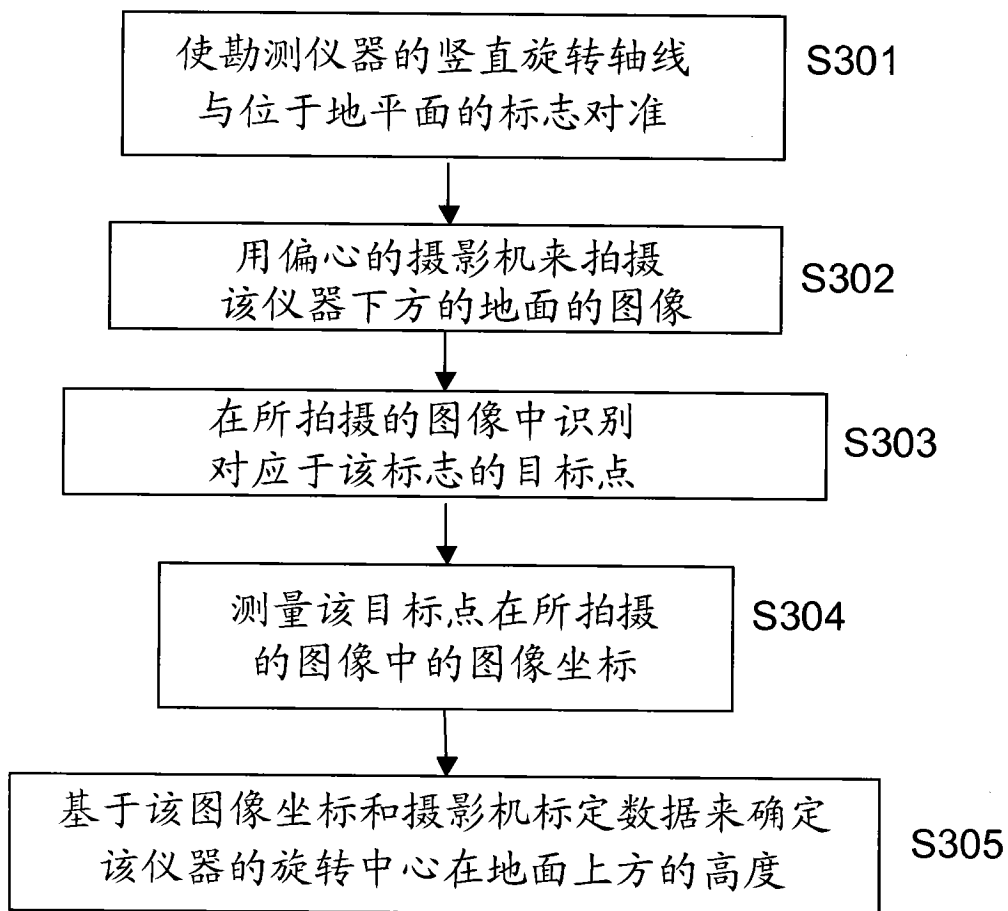 使勘测仪器的竖直旋转轴线
与位于地平面的标志对准
S301
用偏心的摄影机来拍摄
该仪器下方的地面的图像
S302
在所拍摄的图像中识别
对应于该标志的目标点
S303
测量该目标点在所拍摄
的图像中的图像坐标
S304
基于该图像坐标和摄影机标定数据来确定
该仪器的旋转中心在地面上方的高度
S305